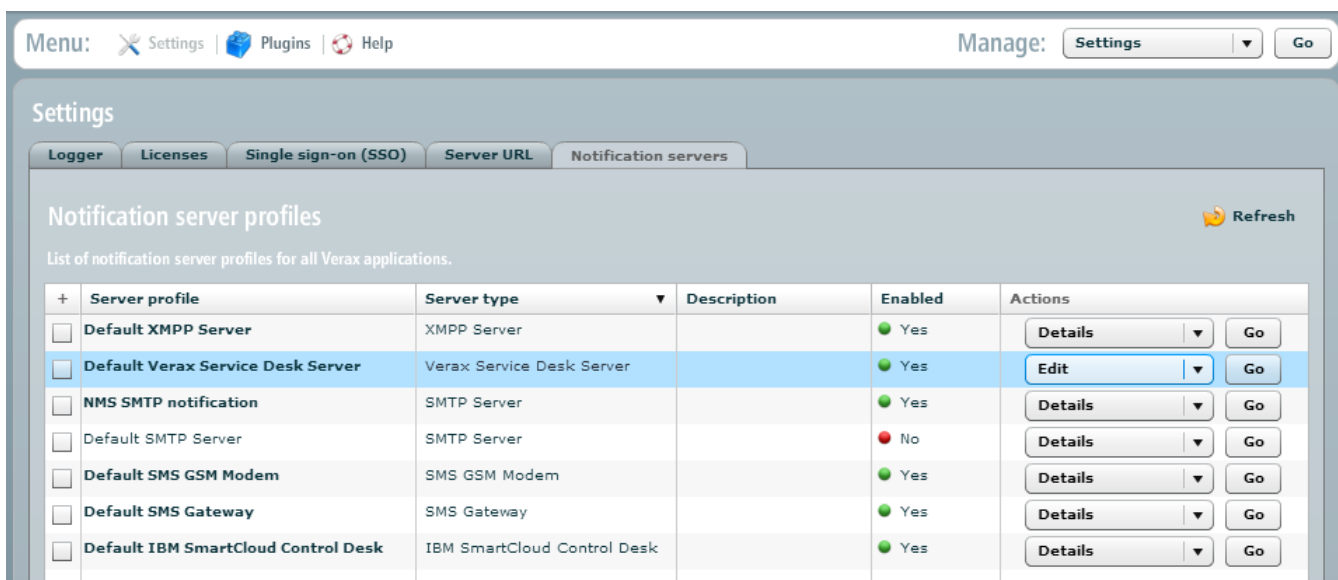 Menu: Settings | Plugins | Help Manage: Settings Go
Settings
Logger Licenses Single sign-on (SSO) Server URL Notification servers
Notification server profiles Refresh
List of notification server profiles for all Verax applications.
+ Server profile Server type Description Enabled Actions
Default XMPP Server XMPP Server Yes Details Go
Default Verax Service Desk Server Verax Service Desk Server Yes Edit Go
NMS SMTP notification SMTP Server Yes Details Go
Default SMTP Server SMTP Server No Details Go
Default SMS GSM Modem SMS GSM Modem Yes Details Go
Default SMS Gateway SMS Gateway Yes Details Go
Default IBM SmartCloud Control Desk IBM SmartCloud Control Desk Yes Details Go